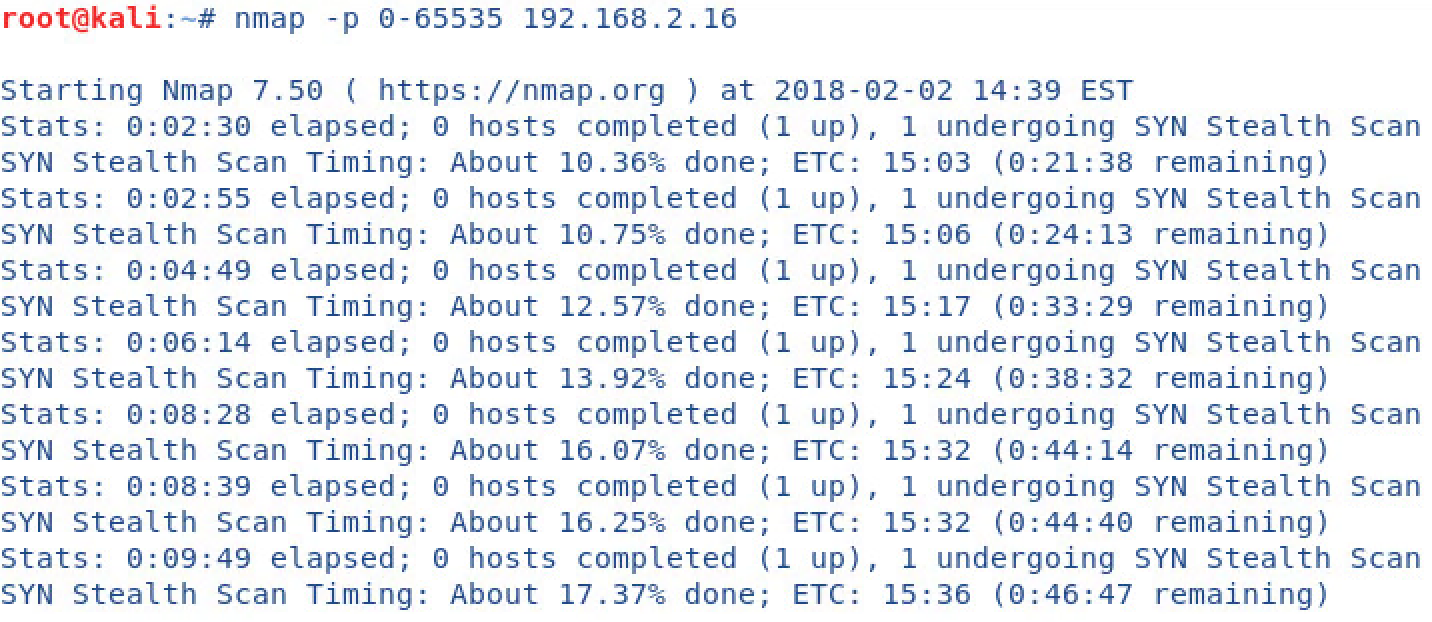 root@kali:~# nmap -p 0-65535 192.168.2.16
Starting Nmap 7.50 ( https://nmap.org ) at 2018-02-02 14:39 EST
Stats: 0:02:30 elapsed; 0 hosts completed (1 up), 1 undergoing SYN Stealth Scan
SYN Stealth Scan Timing: About 10.36% done; ETC: 15:03 (0:21:38 remaining)
Stats: 0:02:55 elapsed; 0 hosts completed (1 up), 1 undergoing SYN Stealth Scan
SYN Stealth Scan Timing: About 10.75% done; ETC: 15:06 (0:24:13 remaining)
Stats: 0:04:49 elapsed; 0 hosts completed (1 up), 1 undergoing SYN Stealth Scan
SYN Stealth Scan Timing: About 12.57% done; ETC: 15:17 (0:33:29 remaining)
Stats: 0:06:14 elapsed; 0 hosts completed (1 up), 1 undergoing SYN Stealth Scan
SYN Stealth Scan Timing: About 13.92% done; ETC: 15:24 (0:38:32 remaining)
Stats: 0:08:28 elapsed; 0 hosts completed (1 up), 1 undergoing SYN Stealth Scan
SYN Stealth Scan Timing: About 16.07% done; ETC: 15:32 (0:44:14 remaining)
Stats: 0:08:39 elapsed; 0 hosts completed (1 up), 1 undergoing SYN Stealth Scan
SYN Stealth Scan Timing: About 16.25% done; ETC: 15:32 (0:44:40 remaining)
Stats: 0:09:49 elapsed; 0 hosts completed (1 up), 1 undergoing SYN Stealth Scan
SYN Stealth Scan Timing: About 17.37% done; ETC: 15:36 (0:46:47 remaining)